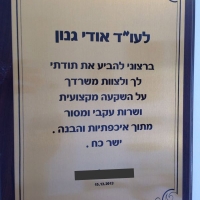 לעו"ד אודי גנון
ברצוני להביע את תודתי
לך ולצוות משרדך
על השקעה מקצועית
ושרות עקבי ומסור
מתוך איכפתיות והבנה .
ישר כח .